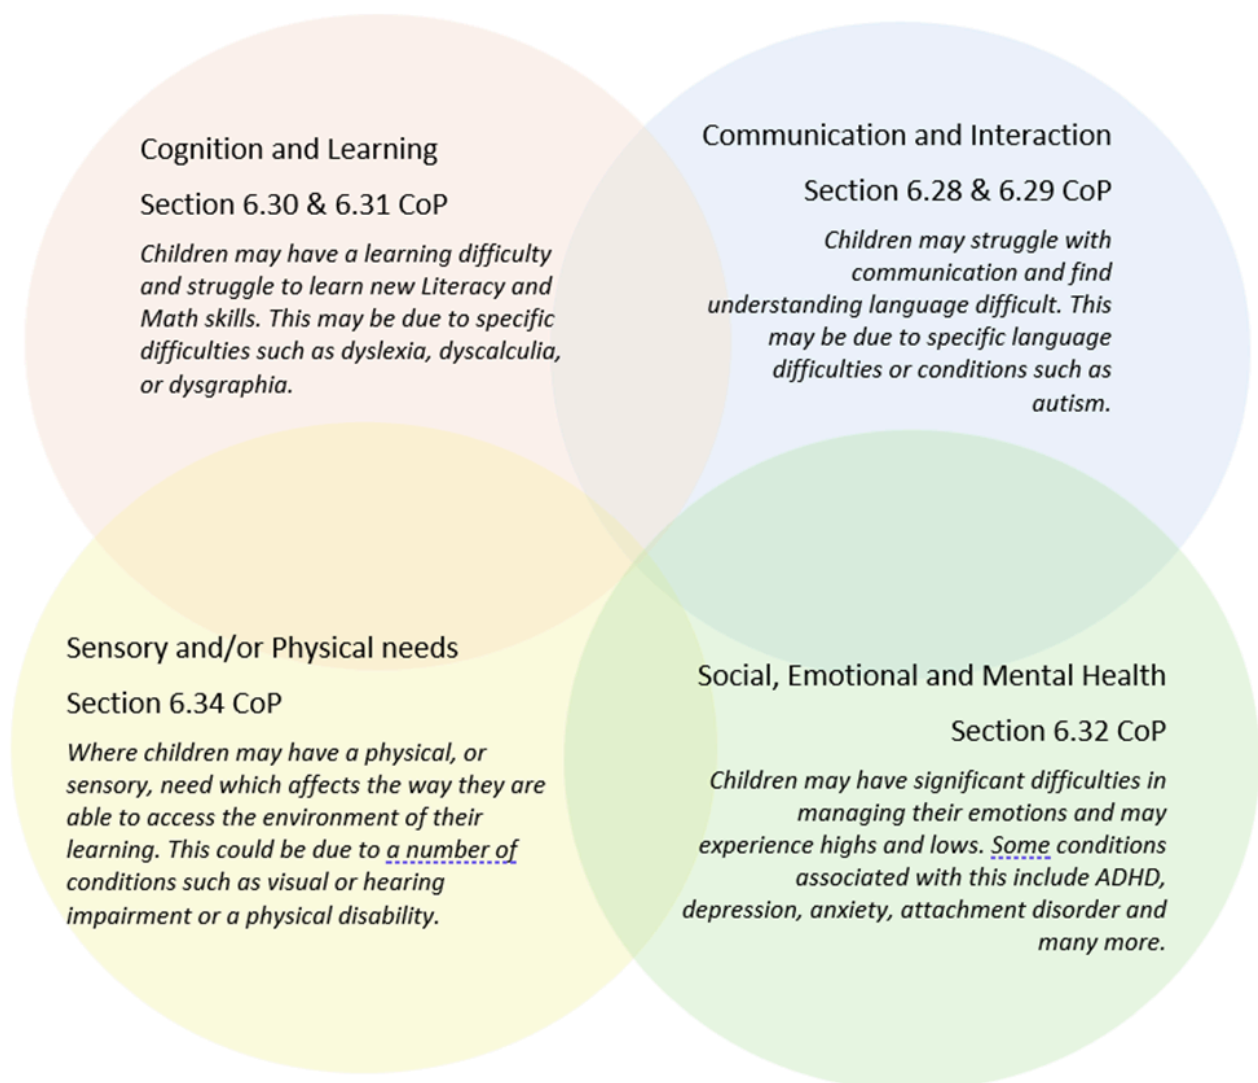 Cognition and Learning
Section 6.30 & 6.31 CoP
Children may have a learning difficulty
and struggle to learn new Literacy and
Math skills. This may be due to specific
difficulties such as dyslexia, dyscalculia,
or dysgraphia.
Communication and Interaction
Section 6.28 & 6.29 CoP
Children may struggle with
communication and find
understanding language difficult. This
may be due to specific language
difficulties or conditions such as
autism.
Sensory and/or Physical needs
Section 6.34 CoP
Where children may have a physical, or
sensory, need which affects the way they are
able to access the environment of their
learning. This could be due to a number of
conditions such as visual or hearing
impairment or a physical disability.
Social, Emotional and Mental Health
Section 6.32 CoP
Children may have significant difficulties in
managing their emotions and may
experience highs and lows. Some conditions
associated with this include ADHD,
depression, anxiety, attachment disorder and
many more.